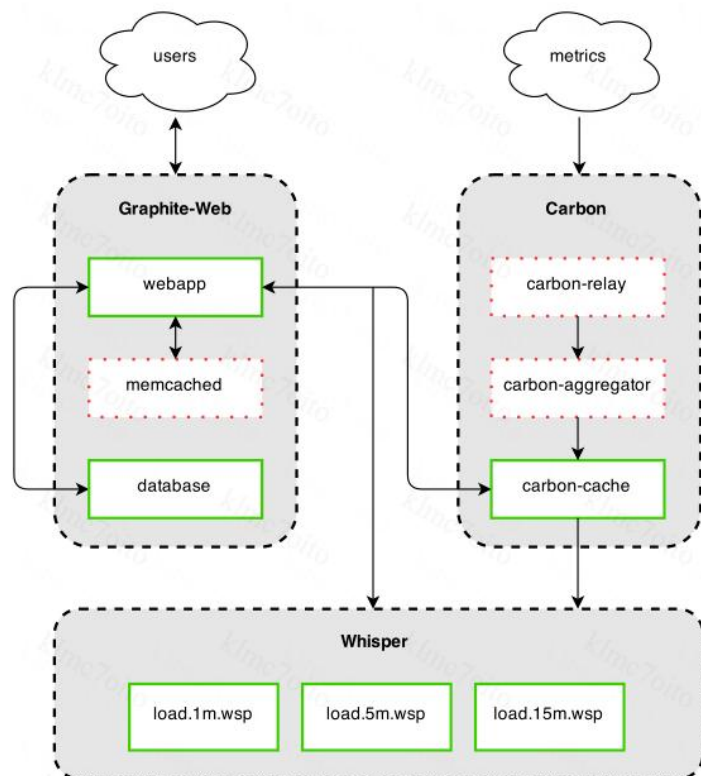 users
metrics
Graphite-Web
Carbon
webapp
carbon-relay
memcached
carbon-aggregator
database
carbon-cache
Whisper
load.1m.wsp
load.5m.wsp
load.15m.wsp
klmc7oito